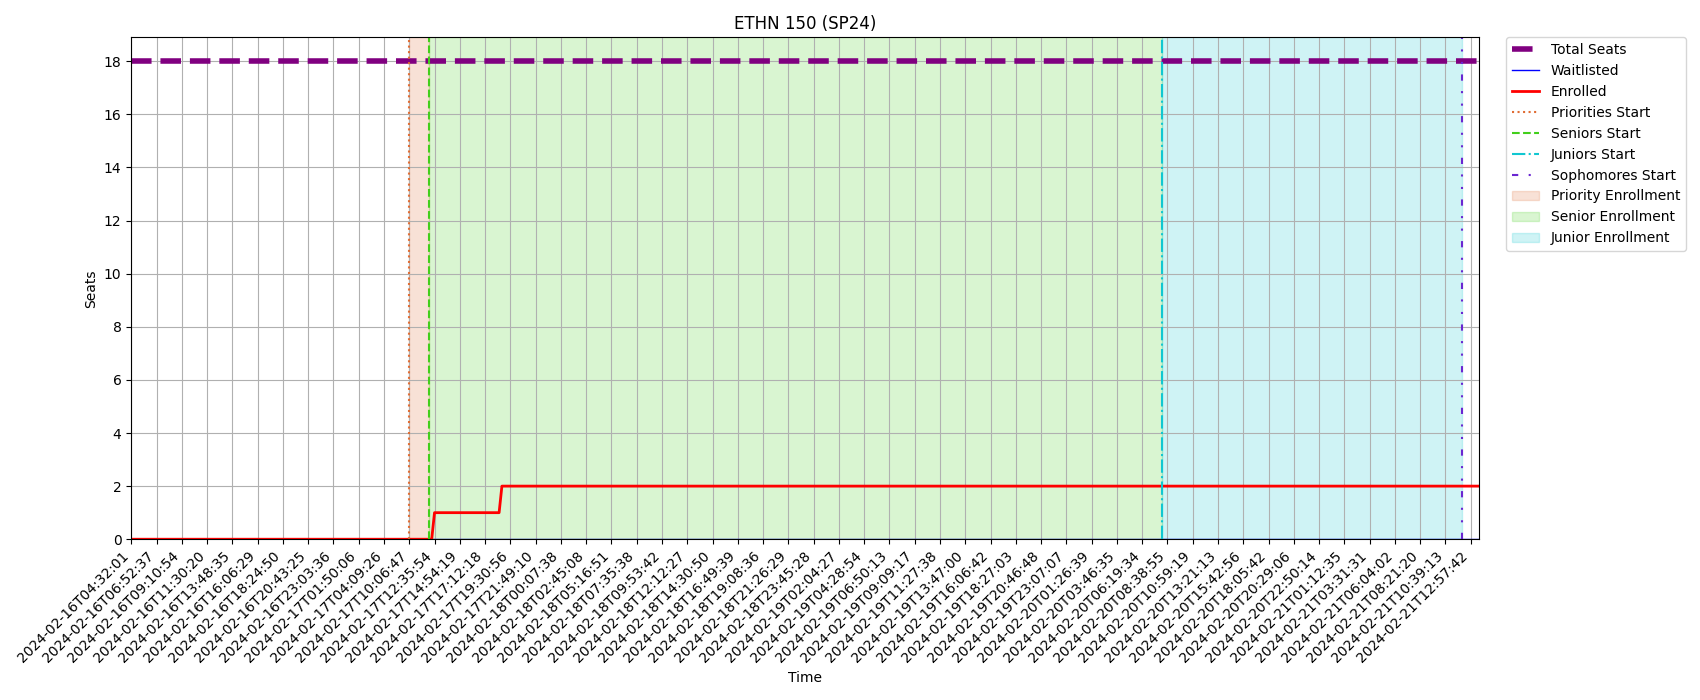 ETHN 150 (SP24)
Seats
18
16
14
12
10
8
6
4
2
0
Total Seats
Waitlisted
Enrolled
Priorities Start
Seniors Start
Juniors Start
Sophomores Start
Priority Enrollment
Senior Enrollment
Junior Enrollment
2024-02-16T04:32:01
2024-02-16T06:52:37
2024-02-16T09:10:54
2024-02-16T11:30:20
2024-02-16T13:48:35
2024-02-16T16:06:29
2024-02-16T18:24:50
2024-02-16T20:43:25
2024-02-16T23:03:36
2024-02-17T01:50:06
2024-02-17T04:09:26
2024-02-17T10:06:47
2024-02-17T12:35:54
2024-02-17T14:54:19
2024-02-17T17:12:18
2024-02-17T19:30:56
2024-02-17T21:49:10
2024-02-18T00:07:38
2024-02-18T02:45:08
2024-02-18T05:16:51
2024-02-18T07:35:38
2024-02-18T09:53:42
2024-02-18T12:12:27
2024-02-18T14:30:50
2024-02-18T16:49:39
2024-02-18T19:08:36
2024-02-18T21:26:29
2024-02-18T23:45:28
2024-02-19T02:04:27
2024-02-19T04:28:54
2024-02-19T06:50:13
2024-02-19T09:09:17
2024-02-19T11:27:38
2024-02-19T13:47:00
2024-02-19T16:06:42
2024-02-19T18:27:03
2024-02-19T20:46:48
2024-02-19T23:07:07
2024-02-20T01:26:39
2024-02-20T03:46:35
2024-02-20T06:19:34
2024-02-20T08:38:55
2024-02-20T10:59:19
2024-02-20T13:21:13
2024-02-20T15:42:56
2024-02-20T18:05:42
2024-02-20T20:29:06
2024-02-20T22:50:14
2024-02-21T01:12:35
2024-02-21T03:31:31
2024-02-21T06:04:02
2024-02-21T08:21:20
2024-02-21T10:39:13
2024-02-21T12:57:42
Time